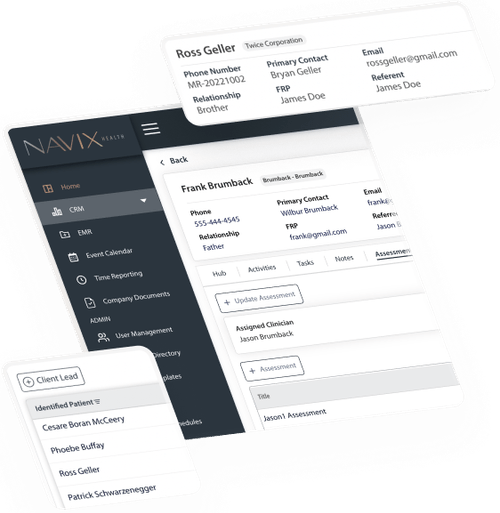 Ross Geller Twice Corporation
Phone Number Primary Contact Email
MR-20221002 Bryan Geller rossgeller@gmail.com
Relationship FRP Referent
Brother James Doe James Doe
NAVIX HEALTH
Back
Home
CRM
EMR
Event Calendar
Time Reporting
Company Documents
ADMIN
User Management
Directory
plates
edules
Frank Brumback Brumback - Brumback
Phone Primary Contact Email
555-444-4545 Wilbur Brumback frank
Relationship FRP Referre
Father frank@gmail.com Jason B
Hub Activities Tasks Notes Assessmen
+ Update Assessment
Assigned Clinician
Jason Brumback
+ Assessment
Title
Jason1 Assessment
Client Lead
Identified Patient
Cesare Boran McCeery
Phoebe Buffay
Ross Geller
Patrick Schwarzenegger